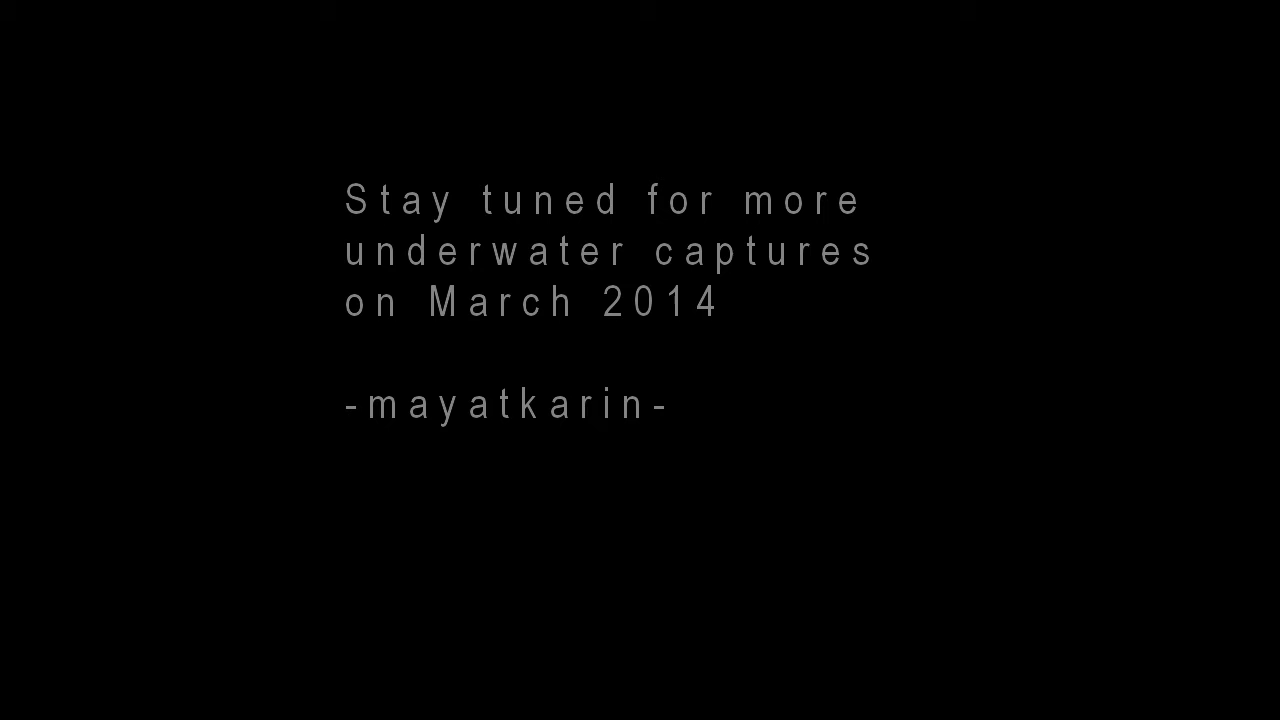 Stay tuned for more
underwater captures
on March 2014
-mayatkarin-